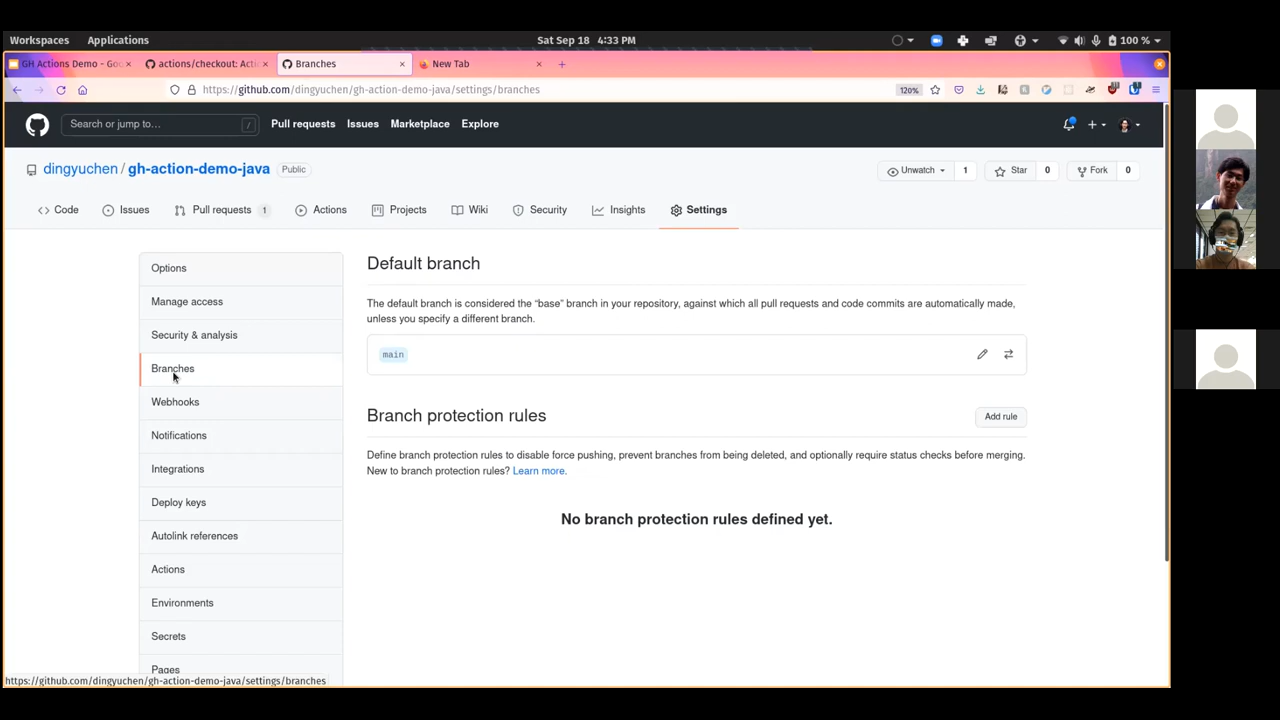 Workspaces Applications Sat Sep 18 4:33 PM 100 %
GH Actions Demo - Goo actions/checkout: Acti Branches New Tab
https://github.com/dingyuchen/gh-action-demo-java/settings/branches 120%
Search or jump to… / Pull requests Issues Marketplace Explore
dingyuchen / gh-action-demo-java Public Unwatch 1 Star 0 Fork 0
Code Issues Pull requests 1 Actions Projects Wiki Security Insights Settings
Options
Manage access
Security & analysis
Branches
Webhooks
Notifications
Integrations
Deploy keys
Autolink references
Actions
Environments
Secrets
Pages
Default branch
The default branch is considered the “base” branch in your repository, against which all pull requests and code commits are automatically made,
unless you specify a different branch.
main
Branch protection rules Add rule
Define branch protection rules to disable force pushing, prevent branches from being deleted, and optionally require status checks before merging.
New to branch protection rules? Learn more.
No branch protection rules defined yet.
https://github.com/dingyuchen/gh-action-demo-java/settings/branches